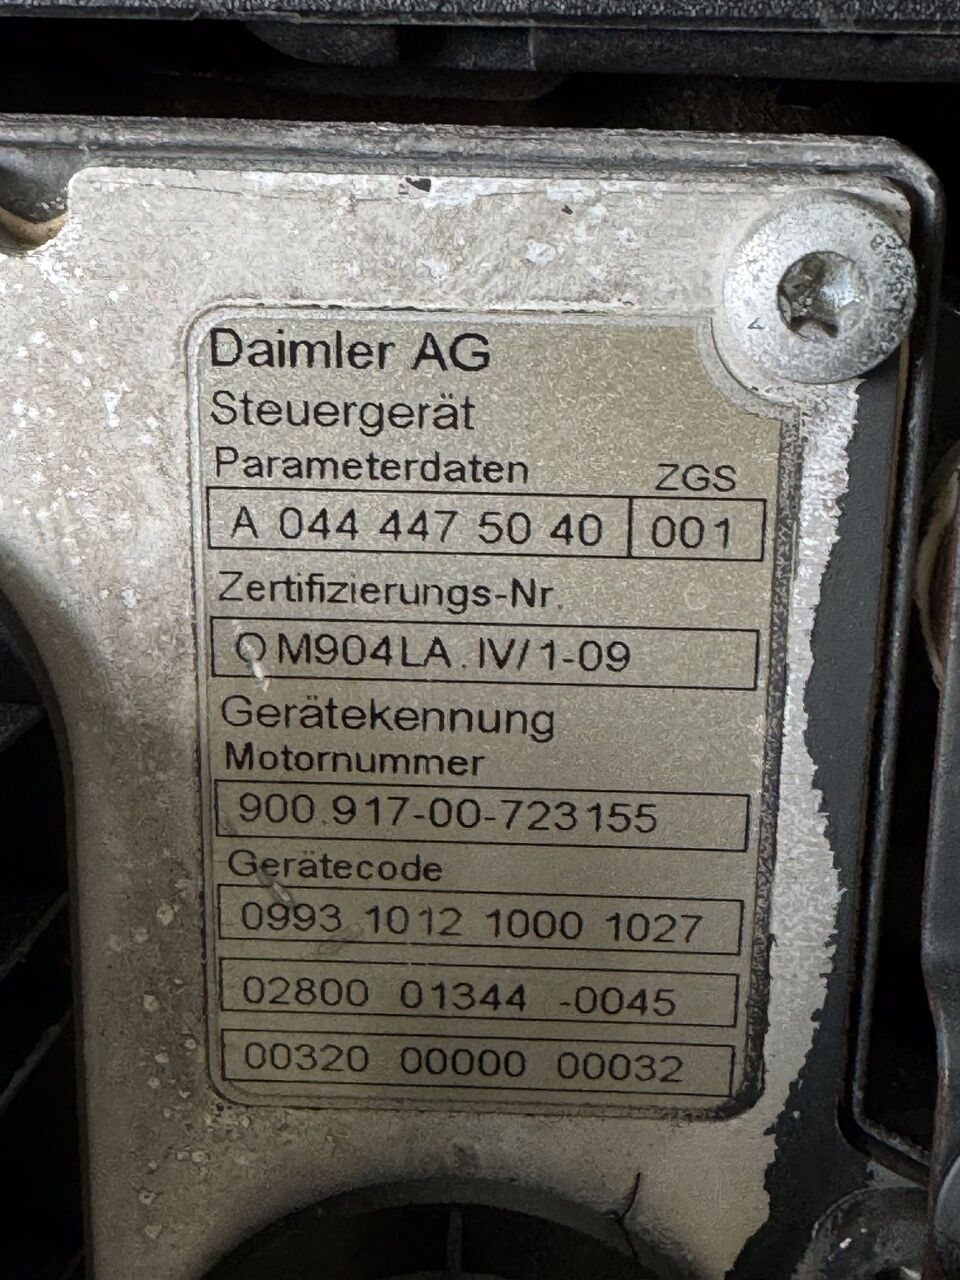 Daimler AG
Steuergerät
Parameterdaten ZGS
A 044 447 50 40 001
Zertifizierungs-Nr.
OM904LA.IV/1-09
Gerätekennung
Motornummer
900.917-00-723155
Gerätecode
0993 1012 1000 1027
02800 01344 -0045
00320 00000 00032